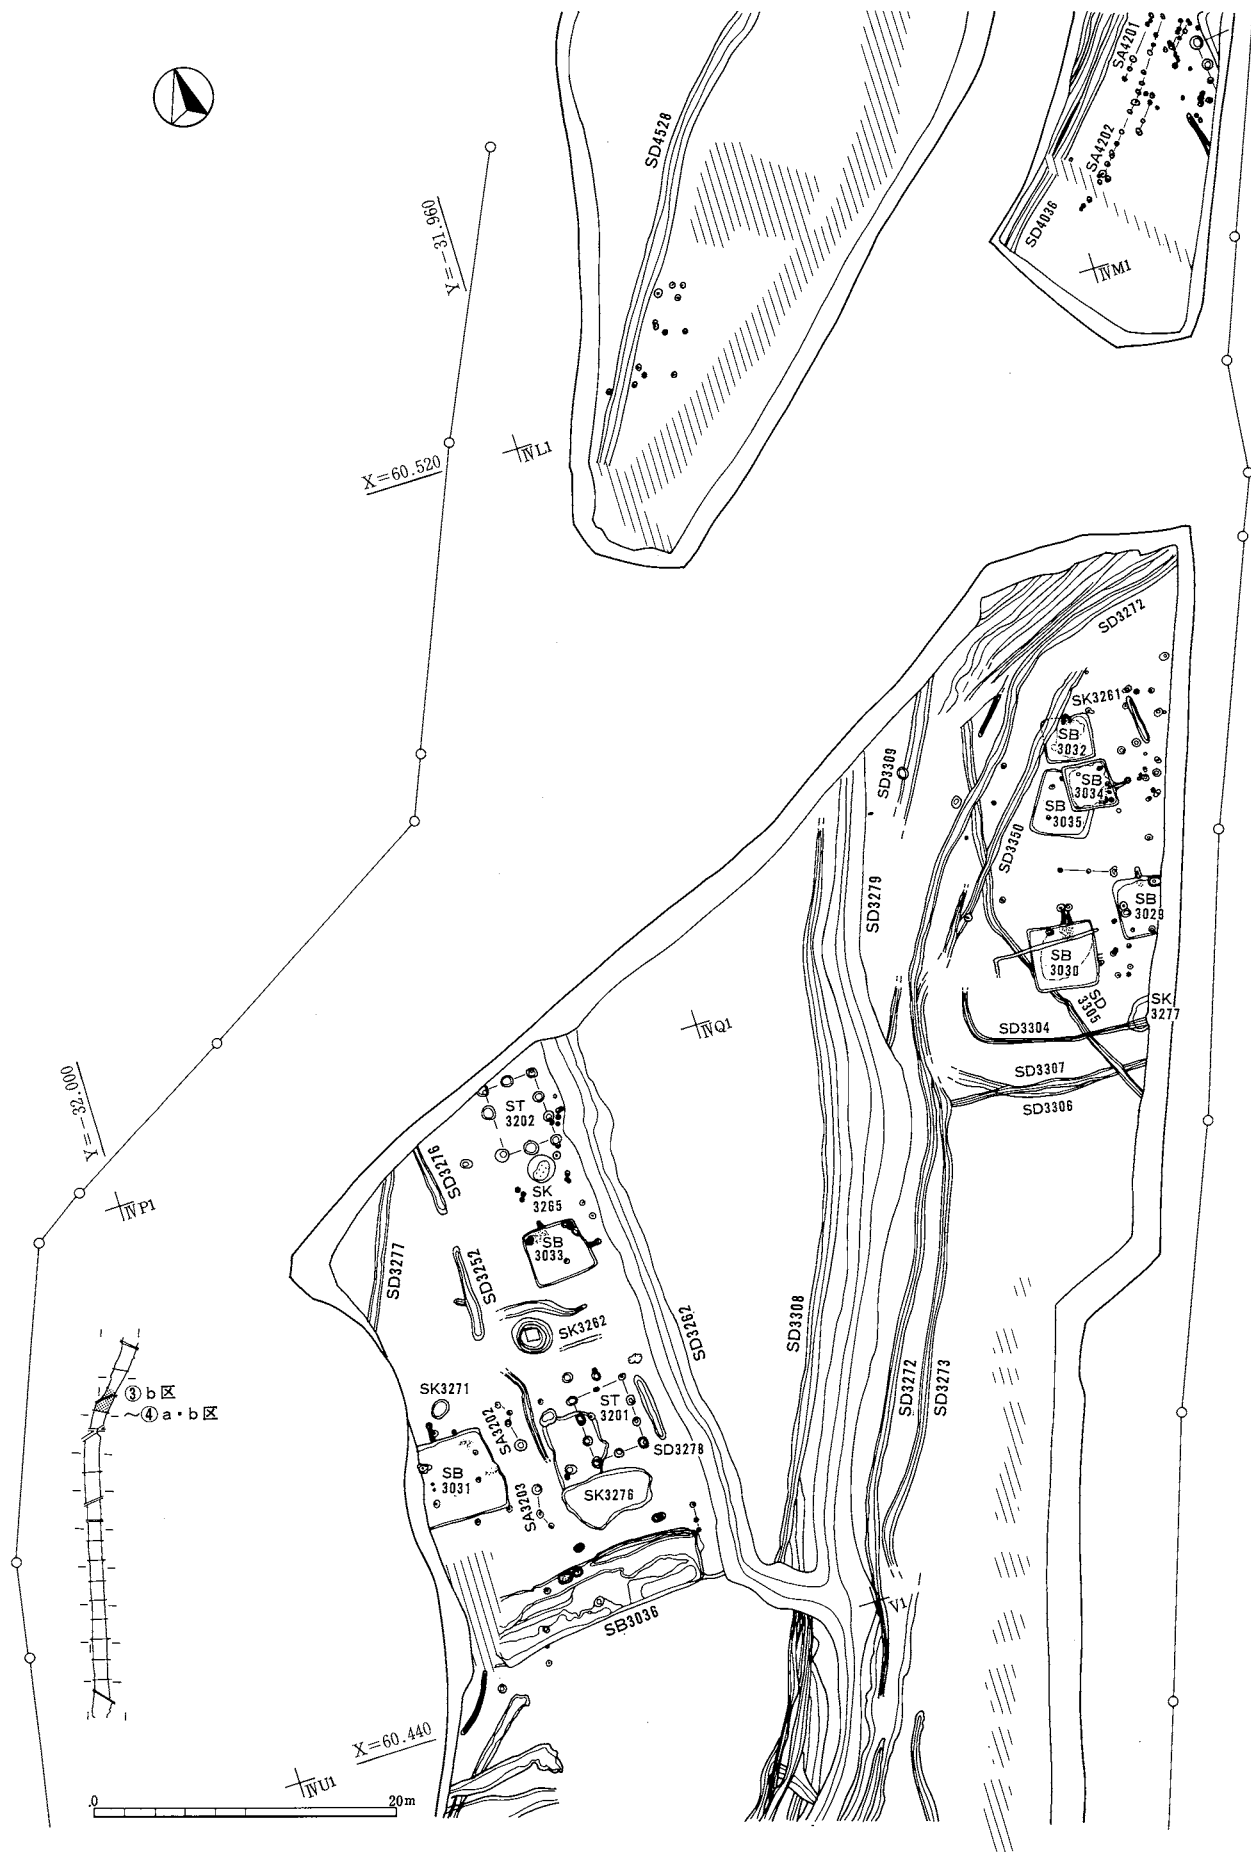 SA4201
SD4528
SA4202
Y=-31.960
SD4036
ⅣM1
ⅣL1
X=60.520
SD3272
SK3261
SB
3032
SD3309
SB
3034
SB
3035
SD3350
SD3279
SB
3029
SB
3030
SD
3305
SK
3277
ⅣQ1
SD3304
SD3307
SD3306
Y=-32.000
ST
3202
SD3276
SK
3265
ⅣP1
SB
3033
SD3277
SD3252
SK3262
SD3262
SD3308
SD3272
SD3273
③b区
~④a・b区
SK3271
SA3202
ST
3201
SD3278
SB
3031
SK3276
SA3203
V1
SB3036
X=60.440
ⅣU1
0
20m